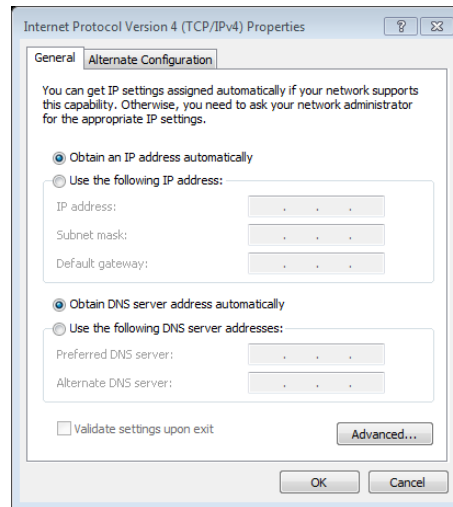 Internet Protocol Version 4 (TCP/IPv4) Properties
General
Alternate Configuration
You can get IP settings assigned automatically if your network supports
this capability. Otherwise, you need to ask your network administrator
for the appropriate IP settings.
Obtain an IP address automatically
Use the following IP address:
IP address:
Subnet mask:
Default gateway:
Obtain DNS server address automatically
Use the following DNS server addresses:
Preferred DNS server:
Alternate DNS server:
Validate settings upon exit
Advanced...
OK
Cancel